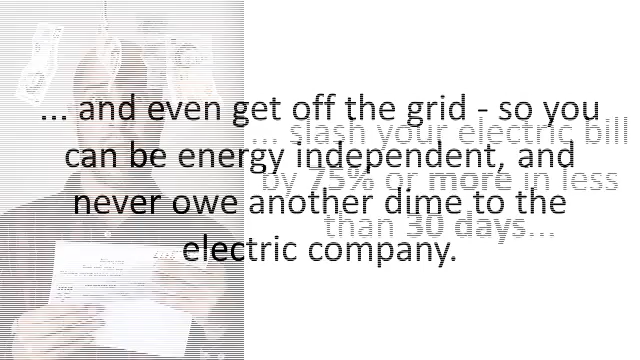 ... and even get off the grid - so you
can be energy independent, and
never owe another dime to the
electric company.
... slash your electric bill
by 75% or more in less
than 30 days...